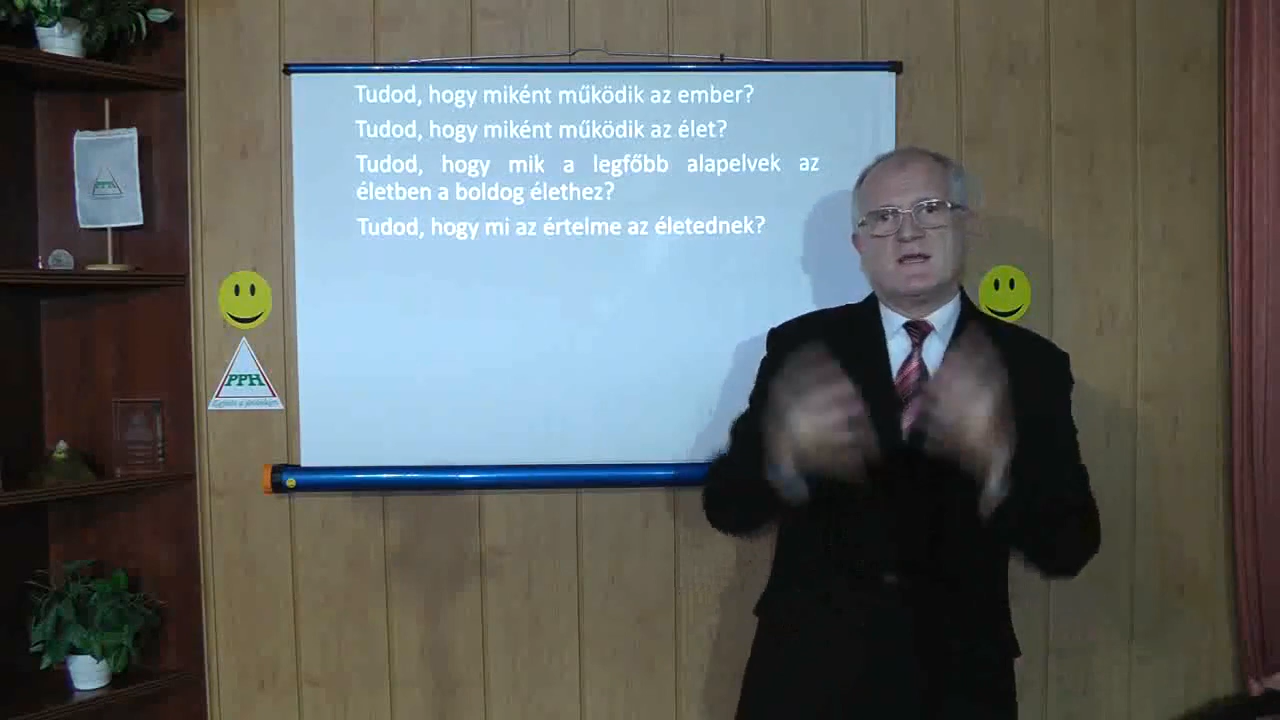 Tudod, hogy miként működik az ember?
Tudod, hogy miként működik az élet?
Tudod, hogy mik a legfőbb alapelvek az
életben a boldog élethez?
Tudod, hogy mi az értelme az életednek?
PPH